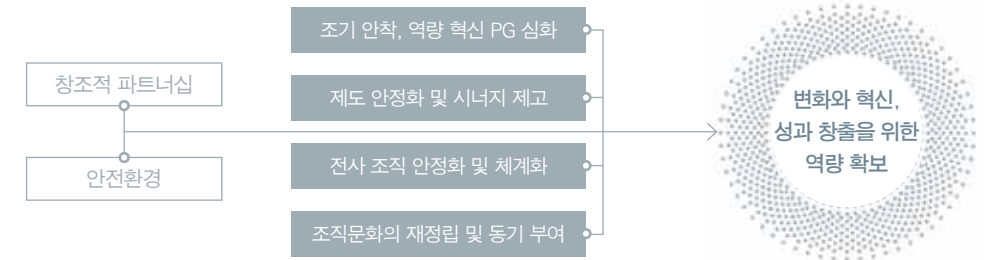 창조적 파트너십
안전환경
조기 안착, 역량 혁신 PG 심화
제도 안정화 및 시너지 제고
전사 조직 안정화 및 체계화
조직문화의 재정립 및 동기 부여
변화와 혁신,
성과 창출을 위한
역량 확보